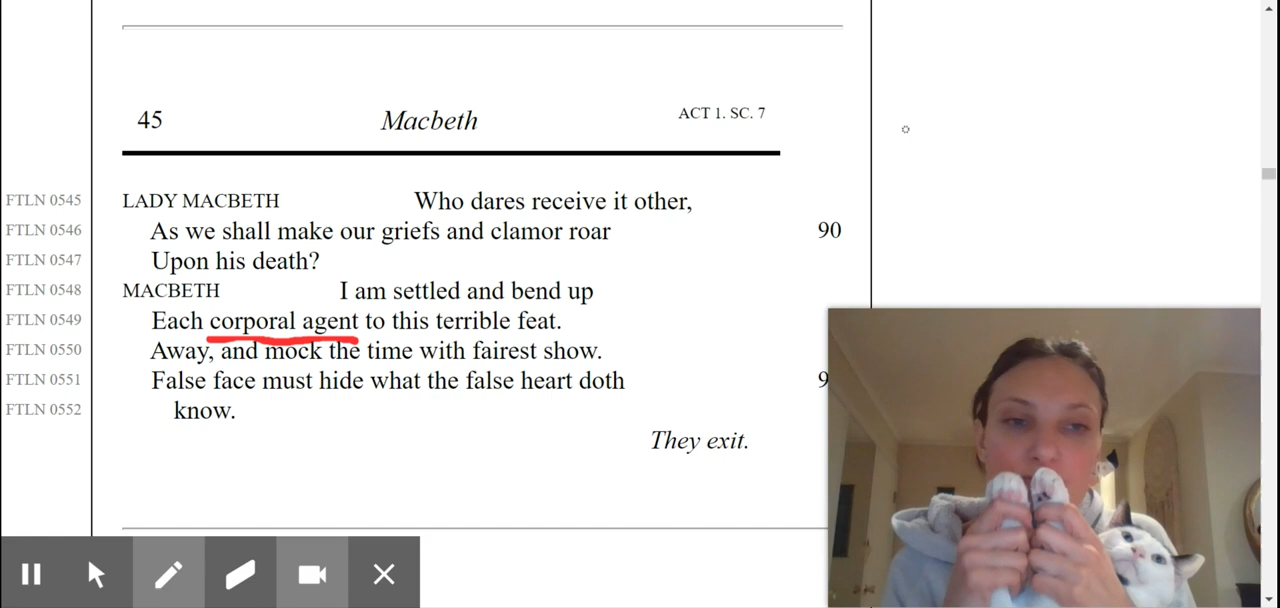 45 Macbeth ACT 1. SC. 7
FTLN 0545 LADY MACBETH Who dares receive it other,
FTLN 0546 As we shall make our griefs and clamor roar 90
FTLN 0547 Upon his death?
FTLN 0548 MACBETH I am settled and bend up
FTLN 0549 Each corporal agent to this terrible feat.
FTLN 0550 Away, and mock the time with fairest show.
FTLN 0551 False face must hide what the false heart doth 9
FTLN 0552 know.
They exit.